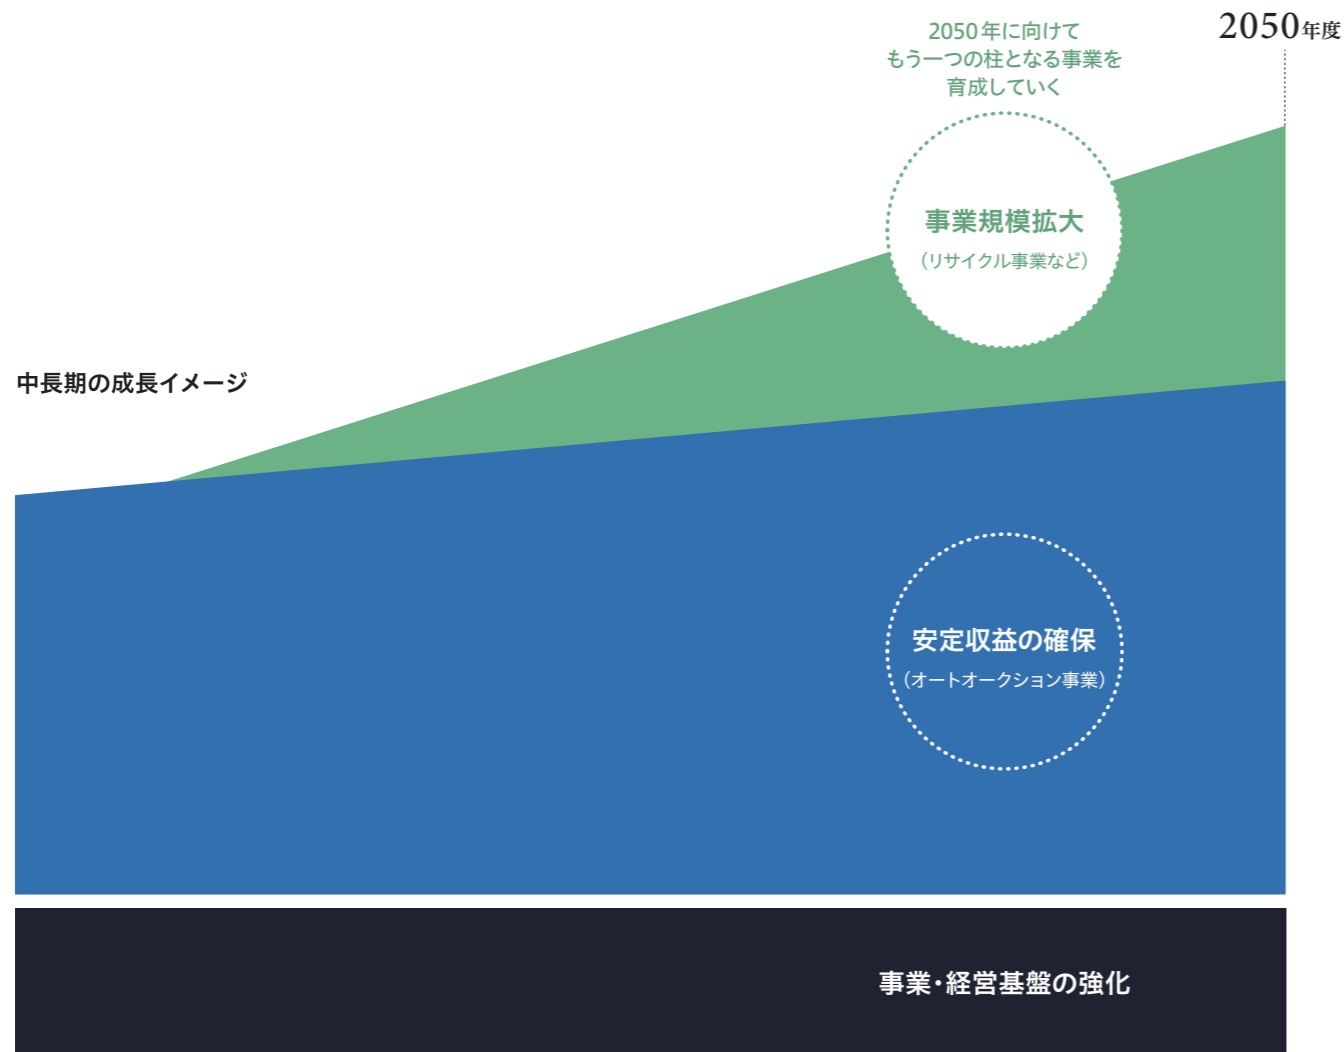 2050年度
2050年に向けて
もう一つの柱となる事業を
育成していく
事業規模拡大
（リサイクル事業など）
中長期の成長イメージ
安定収益の確保
（オートオークション事業）
事業・経営基盤の強化